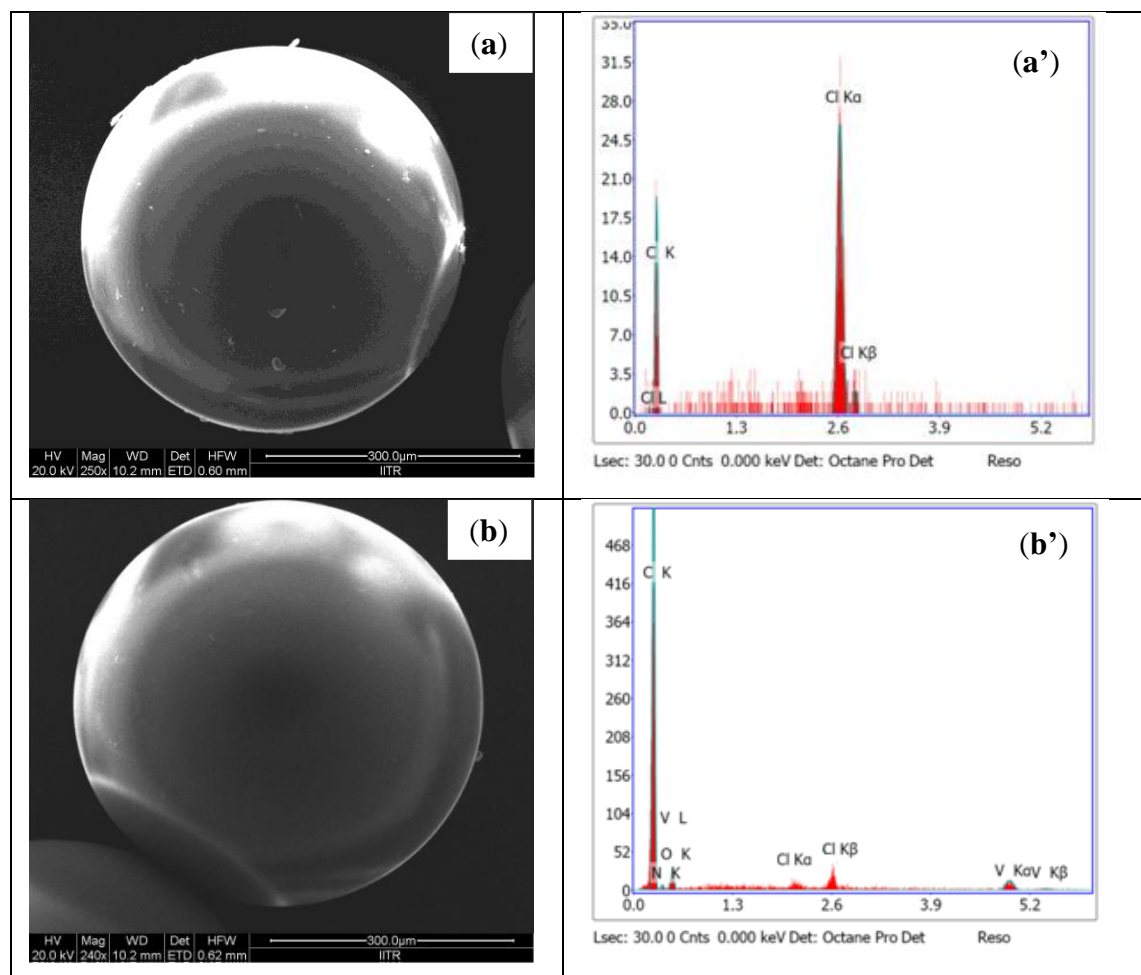 (a)
HV Mag WD Det HFW 300.0µm
20.0 kV 250x 10.2 mm ETD 0.60 mm IITR
(a’)
35.0
31.5
28.0
24.5
21.0
17.5
14.0
10.5
7.0
3.5
0.0
Cl Kα
C K
Cl Kβ
Cl L
0.0 1.3 2.6 3.9 5.2
Lsec: 30.0 0 Cnts 0.000 keV Det: Octane Pro Det Reso
(b)
HV Mag WD Det HFW 300.0µm
20.0 kV 240x 10.2 mm ETD 0.62 mm IITR
(b’)
468
416
364
312
260
208
156
104
52
0
C K
V L
O K
N K
Cl Kα
Cl Kβ
V Kα V Kβ
0.0 1.3 2.6 3.9 5.2
Lsec: 30.0 0 Cnts 0.000 keV Det: Octane Pro Det Reso